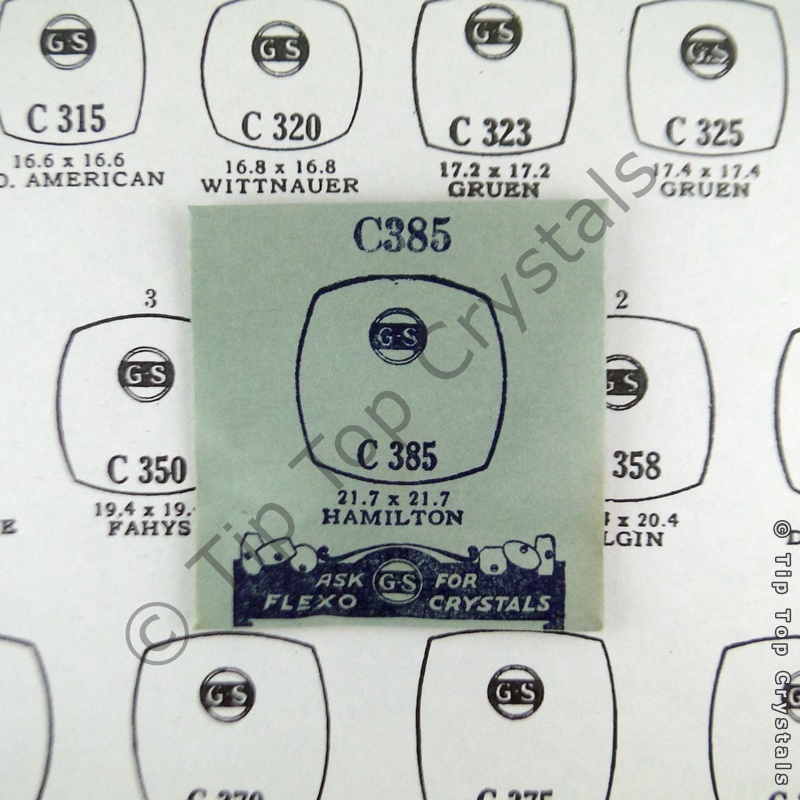 G-S
C 315
16.6 x 16.6
O. AMERICAN
G-S
C 320
16.8 x 16.8
WITTNAUER
G-S
C 323
17.2 x 17.2
GRUEN
G-S
C 325
17.4 x 17.4
GRUEN
3
G-S
C 350
19.4 x 19.4
FAHYS
C385
G-S
C 385
21.7 x 21.7
HAMILTON
ASK G-S FOR
FLEXO CRYSTALS
2
G-S
358
x 20.4
LGIN
E
D
G-S
C 370
G-S
C 375
G-S
© Tip Top Crystals
© Tip Top Crystals